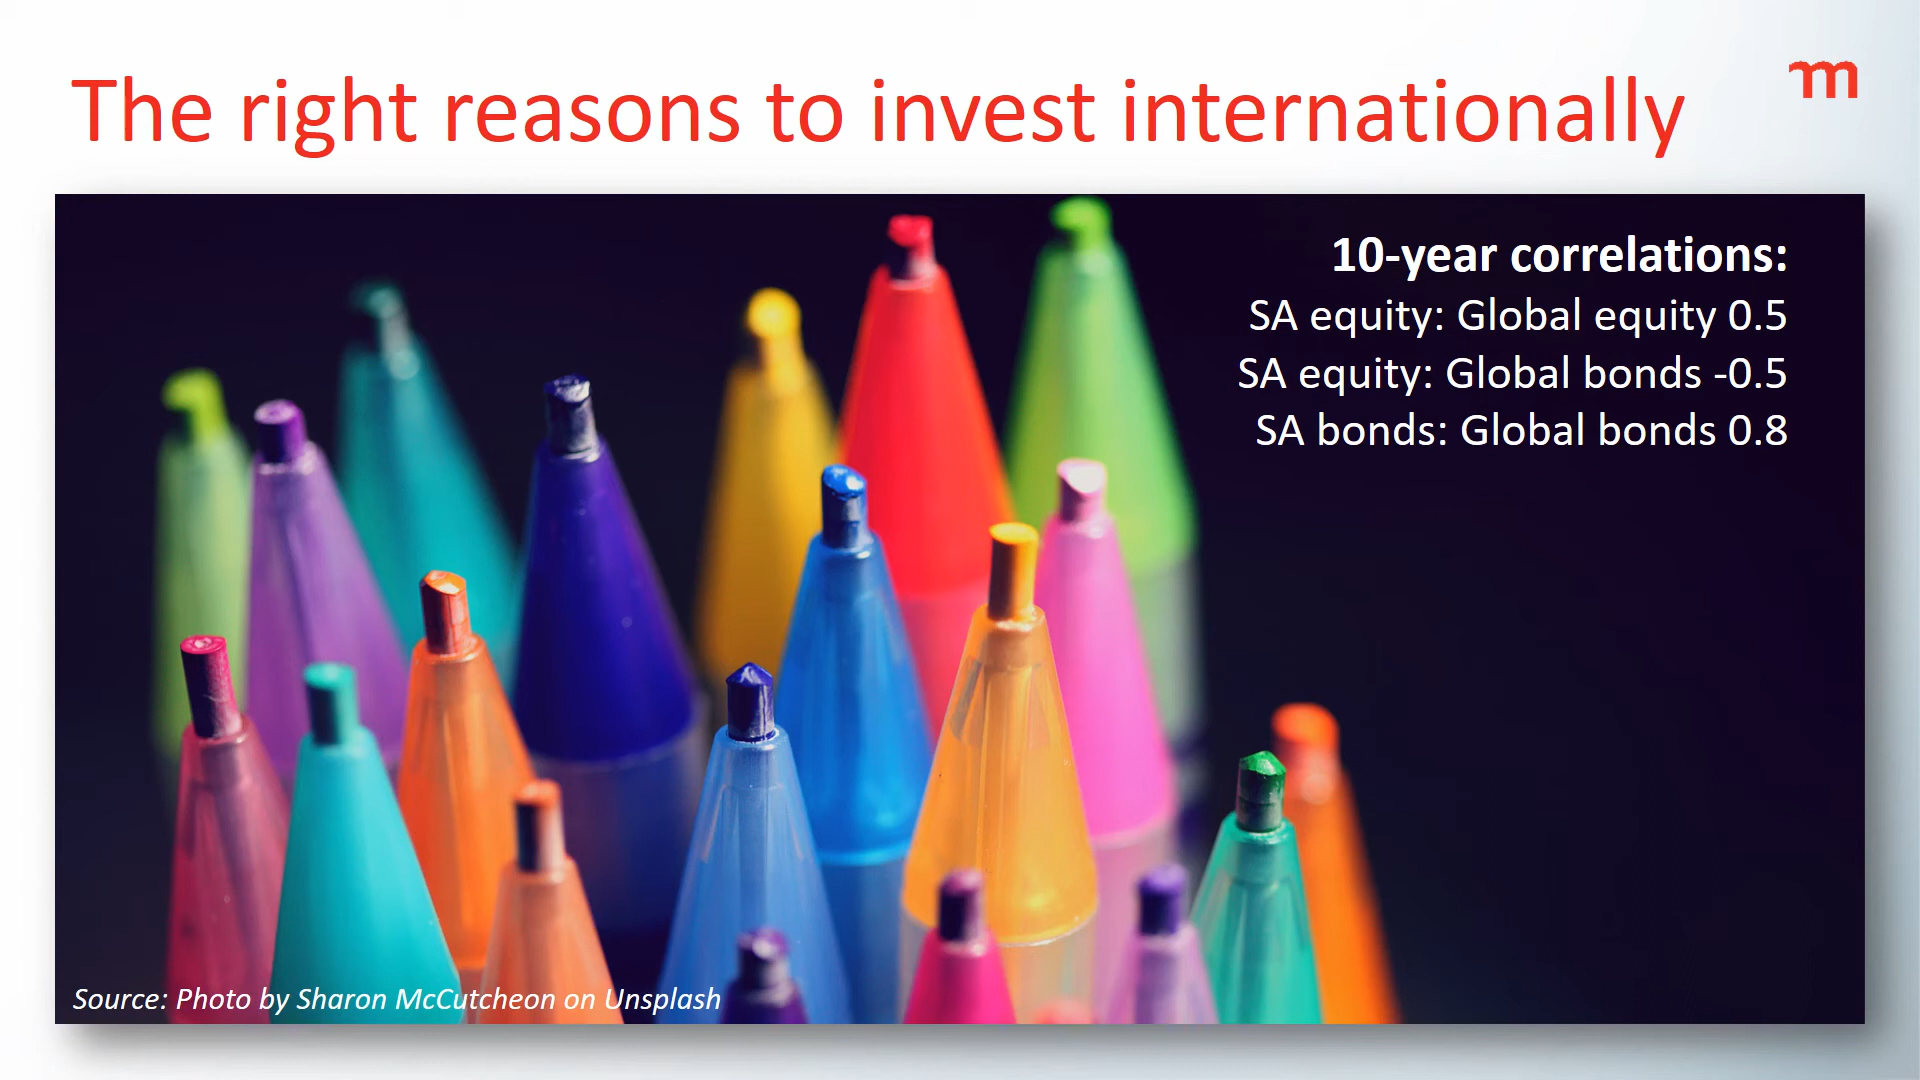 The right reasons to invest internationally
m
10-year correlations:
SA equity: Global equity 0.5
SA equity: Global bonds -0.5
SA bonds: Global bonds 0.8
Source: Photo by Sharon McCutcheon on Unsplash